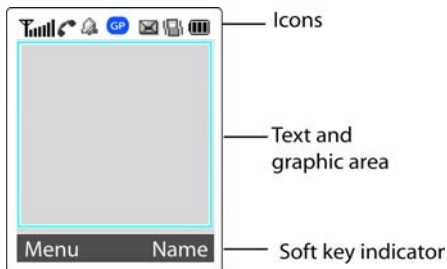 Icons
GP
Text and
graphic area
Menu Name
Soft key indicator